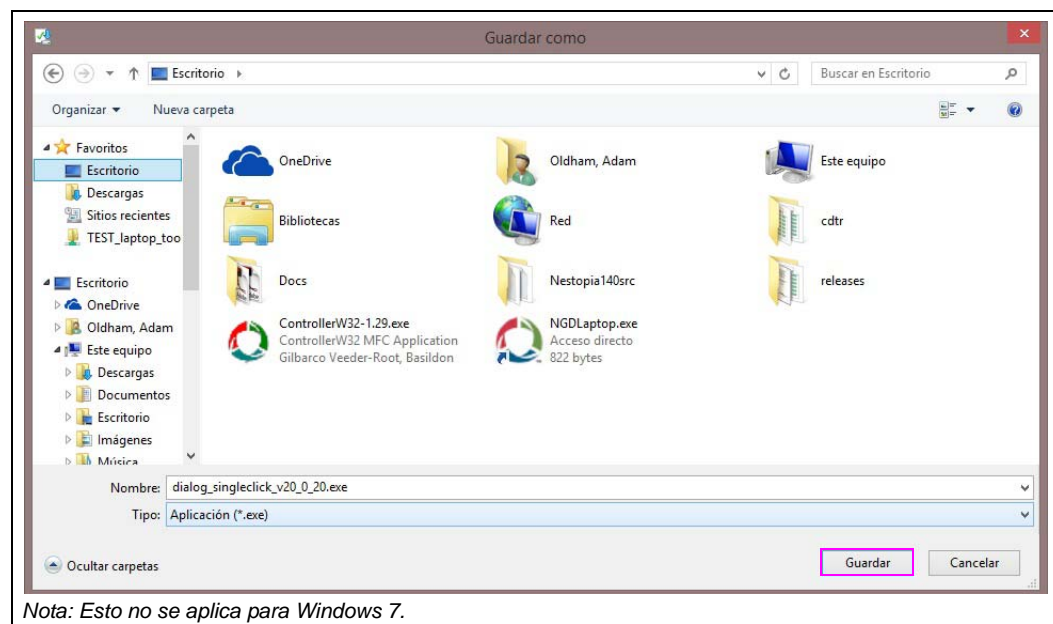 Guardar como
Escritorio
Buscar en Escritorio
Organizar
Nueva carpeta
Favoritos
Escritorio
Descargas
Sitios recientes
TEST_laptop_too
Escritorio
OneDrive
Oldham, Adam
Este equipo
Descargas
Documentos
Escritorio
Imágenes
Música
OneDrive
Oldham, Adam
Este equipo
Bibliotecas
Red
cdtr
Docs
Nestopia140src
releases
ControllerW32-1.29.exe
ControllerW32 MFC Application
Gilbarco Veeder-Root, Basildon
NGDLaptop.exe
Acceso directo
822 bytes
Nombre: dialog_singleclick_v20_0_20.exe
Tipo: Aplicación (*.exe)
Ocultar carpetas
Guardar
Cancelar
Nota: Esto no se aplica para Windows 7.